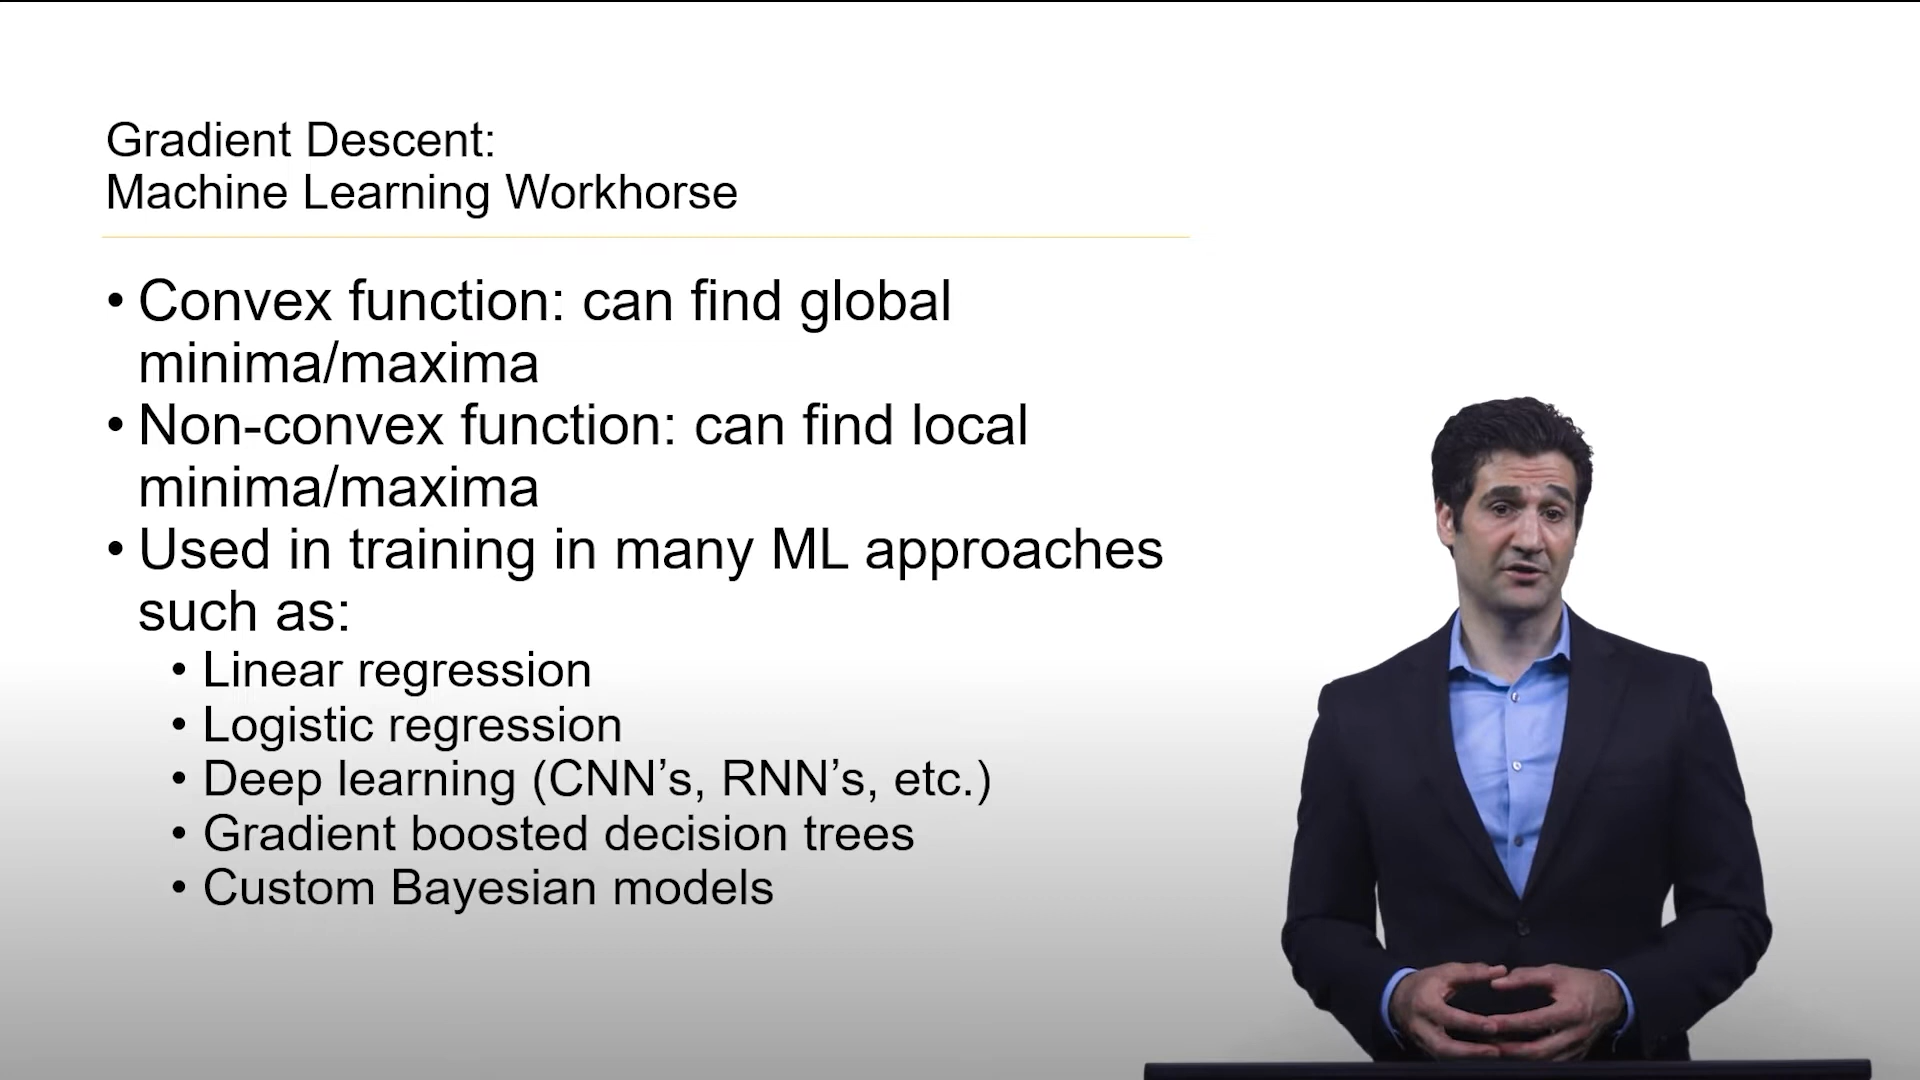 Gradient Descent:
Machine Learning Workhorse
• Convex function: can find global
minima/maxima
• Non-convex function: can find local
minima/maxima
• Used in training in many ML approaches
such as:
• Linear regression
• Logistic regression
• Deep learning (CNN’s, RNN’s, etc.)
• Gradient boosted decision trees
• Custom Bayesian models